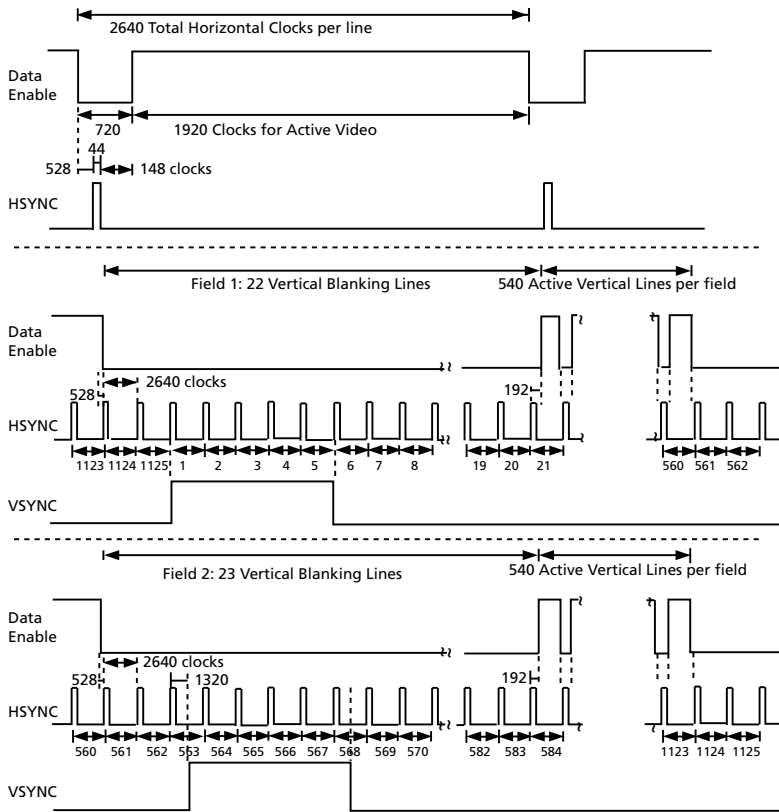 2640 Total Horizontal Clocks per line
Data
Enable
720
1920 Clocks for Active Video
44
528
148 clocks
HSYNC
Field 1: 22 Vertical Blanking Lines
540 Active Vertical Lines per field
Data
Enable
2640 clocks
528
192
HSYNC
1123 1124 1125 1 2 3 4 5 6 7 8 19 20 21 560 561 562
VSYNC
Field 2: 23 Vertical Blanking Lines
540 Active Vertical Lines per field
Data
Enable
2640 clocks
528
1320
192
HSYNC
560 561 562 563 564 565 566 567 568 569 570 582 583 584 1123 1124 1125
VSYNC